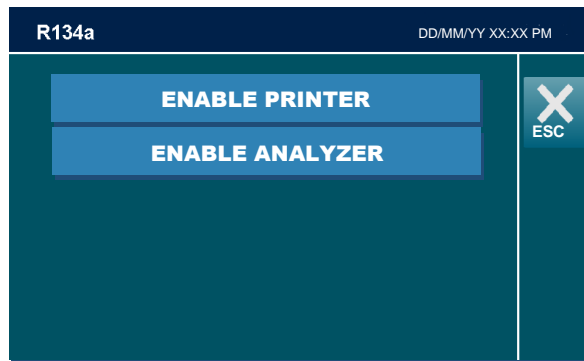 R134a DD/MM/YY XX:XX PM
ENABLE PRINTER
ESC
ENABLE ANALYZER